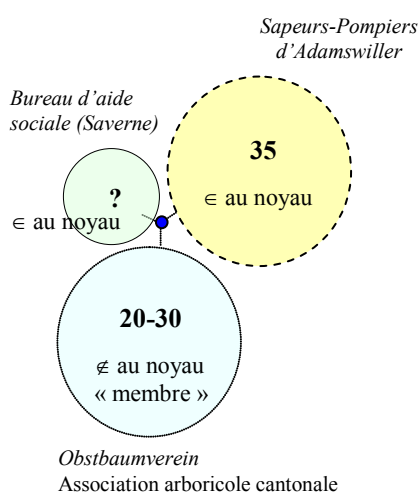 Sapeurs-Pompiers
d’Adamswiller
Bureau d’aide
sociale (Saverne)
35
∈ au noyau
?
∈ au noyau
20-30
∉ au noyau
« membre »
Obstbaumverein
Association arboricole cantonale